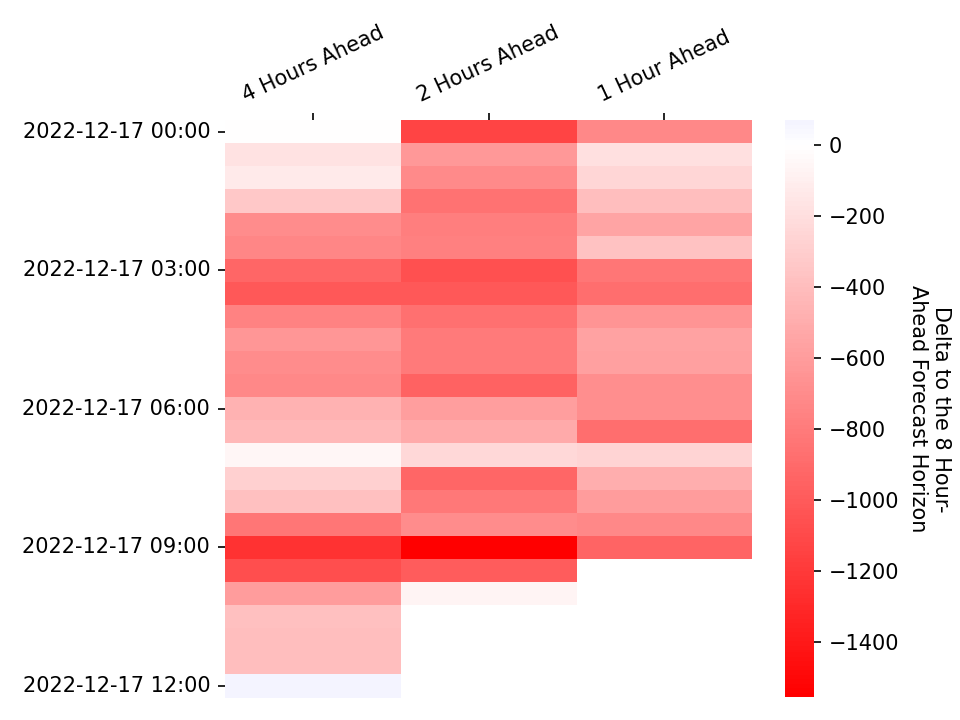 4 Hours Ahead
2 Hours Ahead
1 Hour Ahead
2022-12-17 00:00
2022-12-17 03:00
2022-12-17 06:00
2022-12-17 09:00
2022-12-17 12:00
0
−200
−400
−600
−800
−1000
−1200
−1400
Delta to the 8 Hour-
Ahead Forecast Horizon